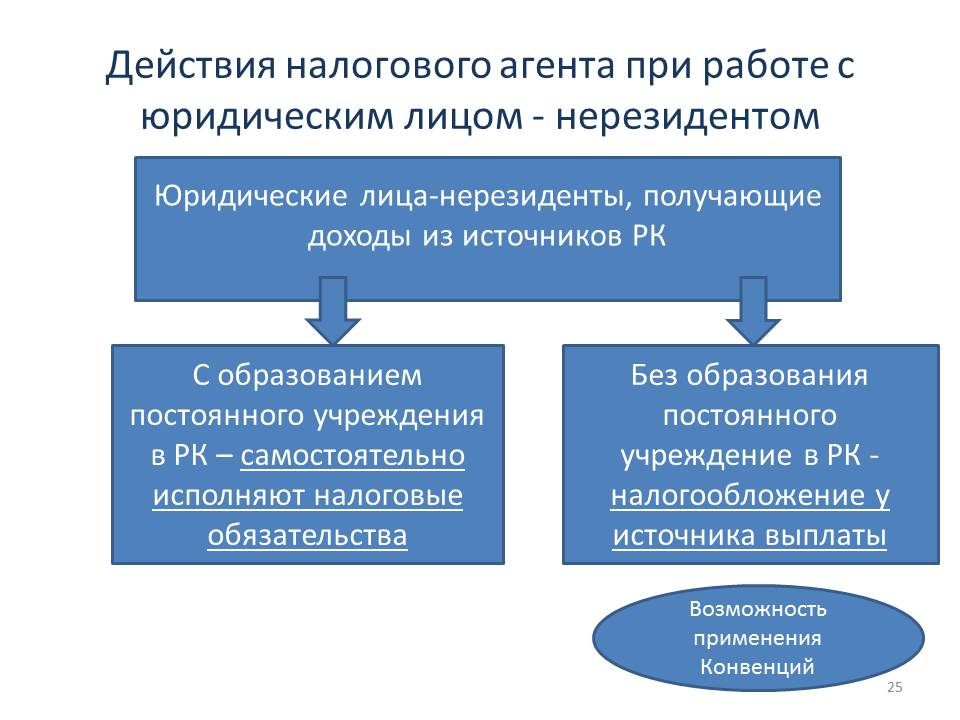 Действия налогового агента при работе с
юридическим лицом - нерезидентом
Юридические лица-нерезиденты, получающие
доходы из источников РК
С образованием
постоянного учреждения
в РК – самостоятельно
исполняют налоговые
обязательства
Без образования
постоянного
учреждение в РК -
налогообложение у
источника выплаты
Возможность
применения
Конвенций
25